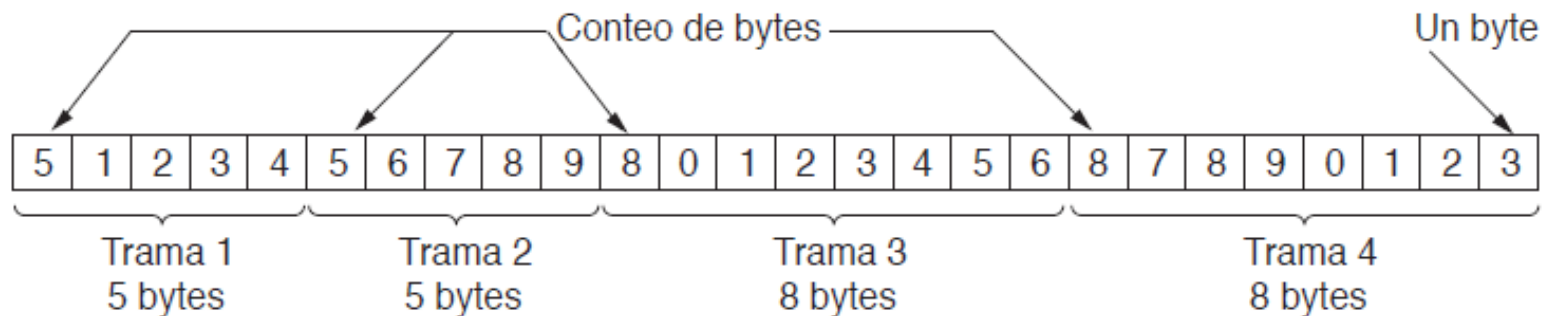 Conteo de bytes Un byte
5 1 2 3 4 5 6 7 8 9 8 0 1 2 3 4 5 6 8 7 8 9 0 1 2 3
Trama 1 Trama 2 Trama 3 Trama 4
5 bytes 5 bytes 8 bytes 8 bytes